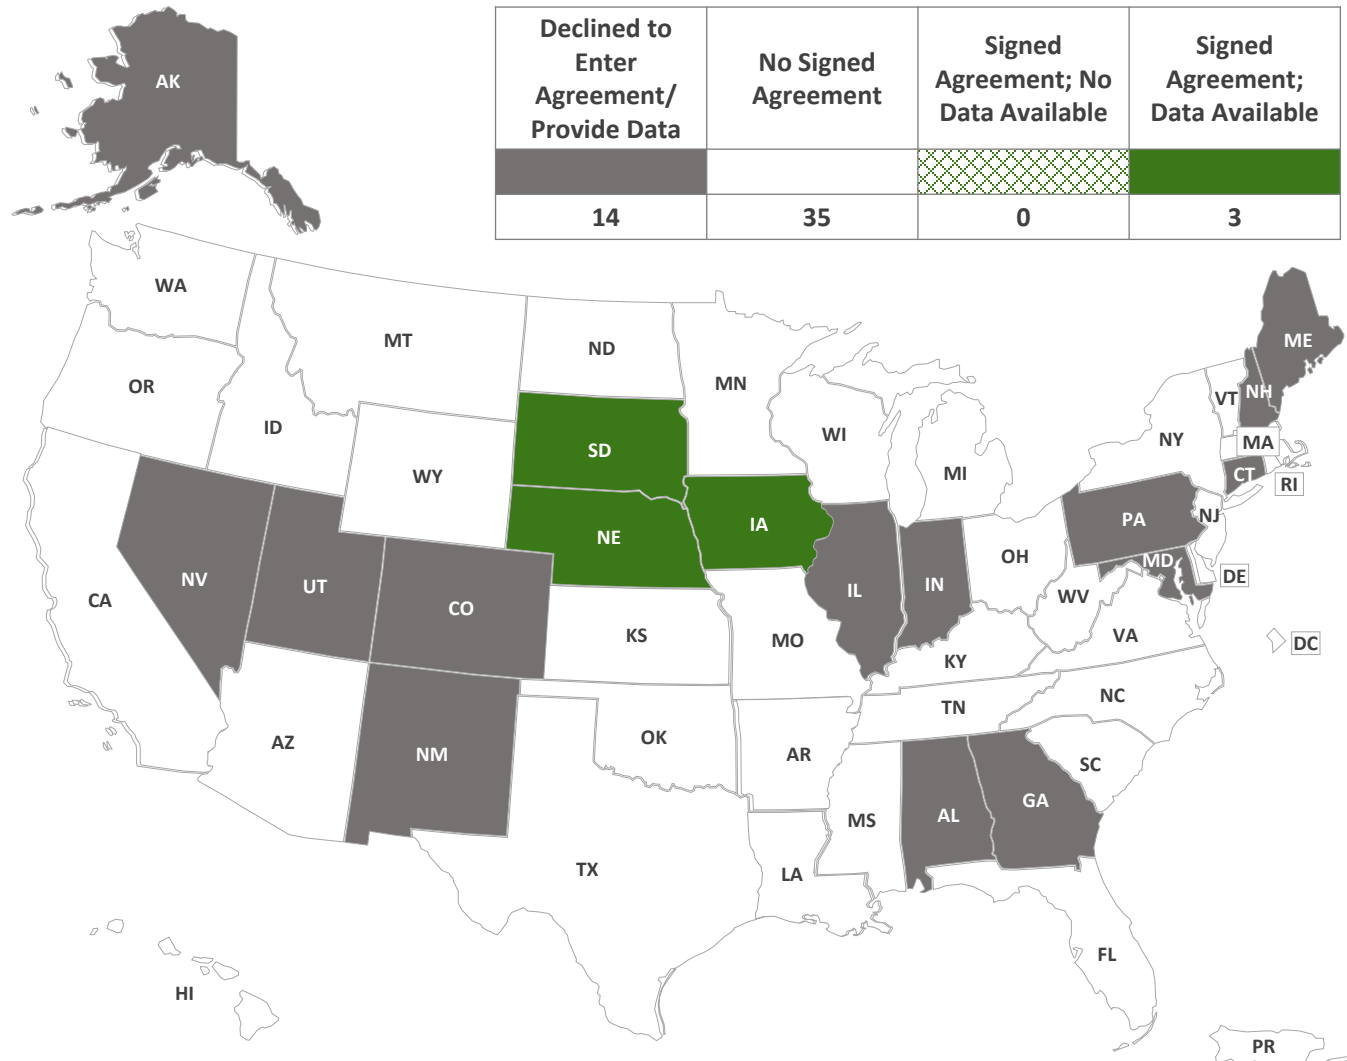 Declined to
Enter
Agreement/
Provide Data
No Signed
Agreement
Signed
Agreement; No
Data Available
Signed
Agreement;
Data Available
14
35
0
3
AK
WA
MT
ND
MN
OR
ID
WY
SD
WI
MI
NY
VT
NH
ME
MA
CT
RI
NE
IA
PA
NJ
NV
UT
CO
IL
IN
OH
MD
DE
CA
KS
MO
WV
VA
DC
KY
AZ
NM
OK
AR
TN
NC
SC
MS
AL
GA
TX
LA
FL
HI
PR